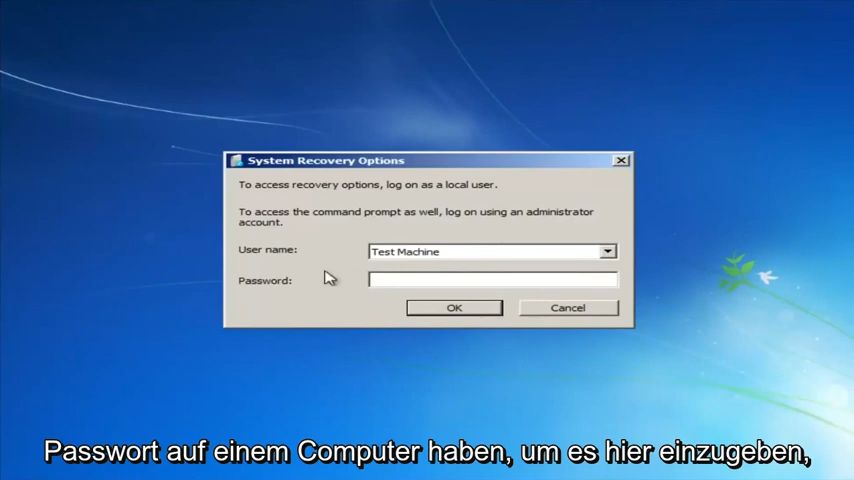 System Recovery Options
To access recovery options, log on as a local user.
To access the command prompt as well, log on using an administrator
account.
User name:
Test Machine
Password:
OK
Cancel
Passwort auf einem Computer haben, um es hier einzugeben,